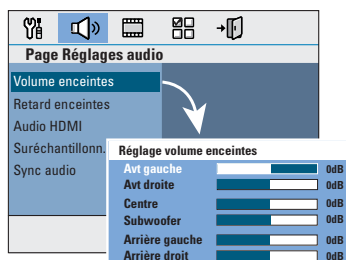 Page Réglages audio
Volume enceintes
Retard enceintes
Audio HDMI
Suréchantillonn.
Sync audio
Réglage volume enceintes
Avt gauche 0dB
Avt droite 0dB
Centre 0dB
Subwoofer 0dB
Arrière gauche 0dB
Arrière droit 0dB